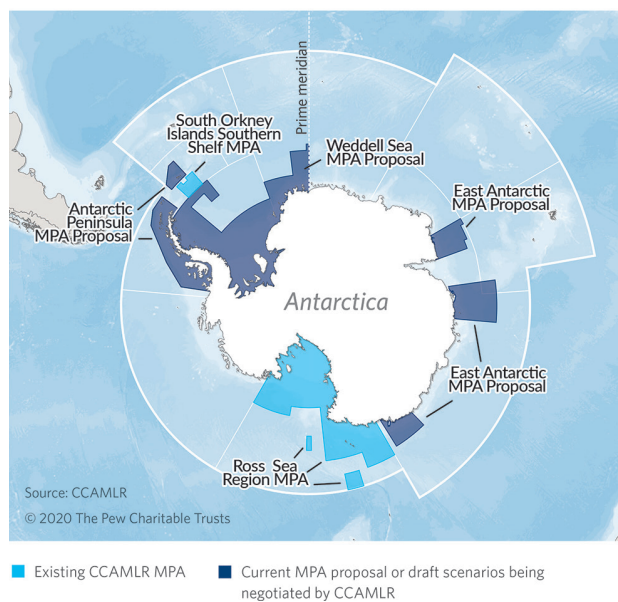 Prime meridian
South Orkney
Islands Southern
Shelf MPA
Weddell Sea
MPA Proposal
East Antarctic
MPA Proposal
Antarctic
Peninsula
MPA Proposal
Antarctica
East Antarctic
MPA Proposal
Ross Sea
Region MPA
Source: CCAMLR
© 2020 The Pew Charitable Trusts
Existing CCAMLR MPA
Current MPA proposal or draft scenarios being
negotiated by CCAMLR